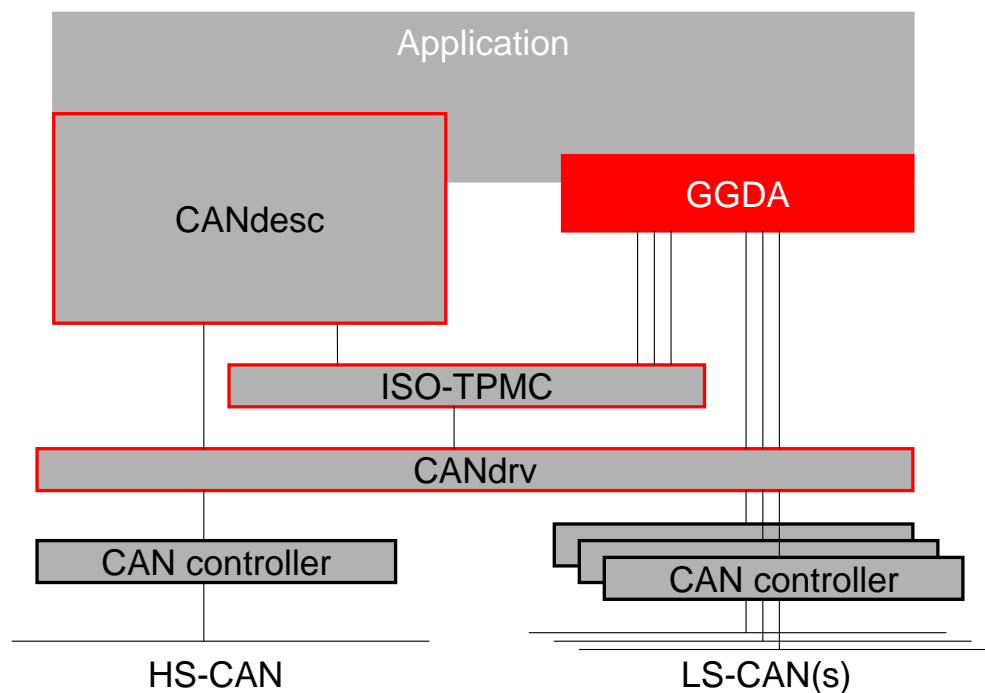 Application
GGDA
CANdesc
ISO-TPMC
CANdrv
CAN controller
CAN controller
HS-CAN
LS-CAN(s)